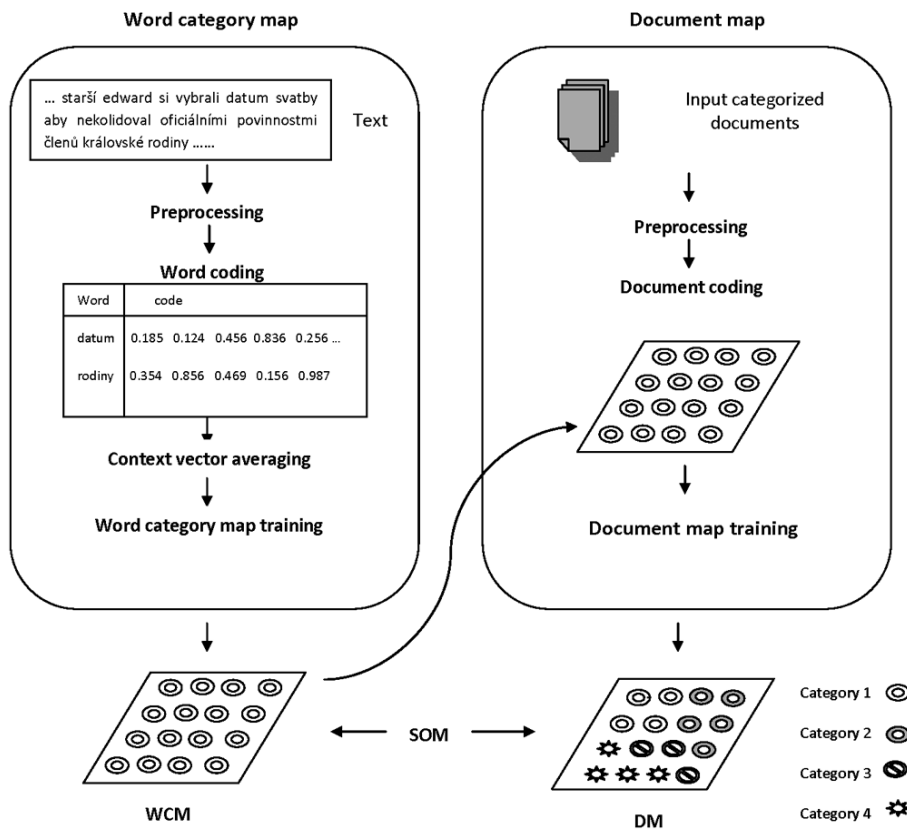 Word category map
... starší edward si vybrali datum svatby
aby nekolidoval oficiálními povinnostmi
členů královské rodiny ......
Text
Preprocessing
Word coding
Word code
datum 0.185 0.124 0.456 0.836 0.256 ...
rodiny 0.354 0.856 0.469 0.156 0.987
Context vector averaging
Word category map training
WCM
Document map
Input categorized
documents
Preprocessing
Document coding
Document map training
SOM
DM
Category 1
Category 2
Category 3
Category 4